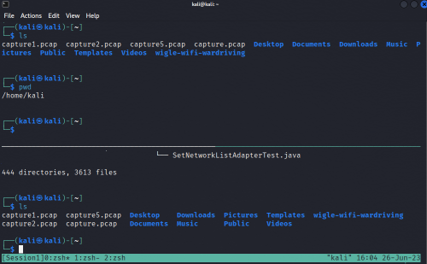 kali@kali: ~
File Actions Edit View Help
┌──(kali㉿kali)-[~]
└─$ ls
capture1.pcap capture2.pcap capture5.pcap capture.pcap Desktop Documents Downloads Music P
ictures Public Templates Videos wigle-wifi-wardriving
┌──(kali㉿kali)-[~]
└─$ pwd
/home/kali
┌──(kali㉿kali)-[~]
└─$
└── SetNetworkListAdapterTest.java
444 directories, 3613 files
┌──(kali㉿kali)-[~]
└─$ ls
capture1.pcap capture5.pcap Desktop Downloads Pictures Templates wigle-wifi-wardriving
capture2.pcap capture.pcap Documents Music Public Videos
┌──(kali㉿kali)-[~]
└─$
[Session1]0:zsh* 1:zsh- 2:zsh "kali" 16:04 26-Jun-23